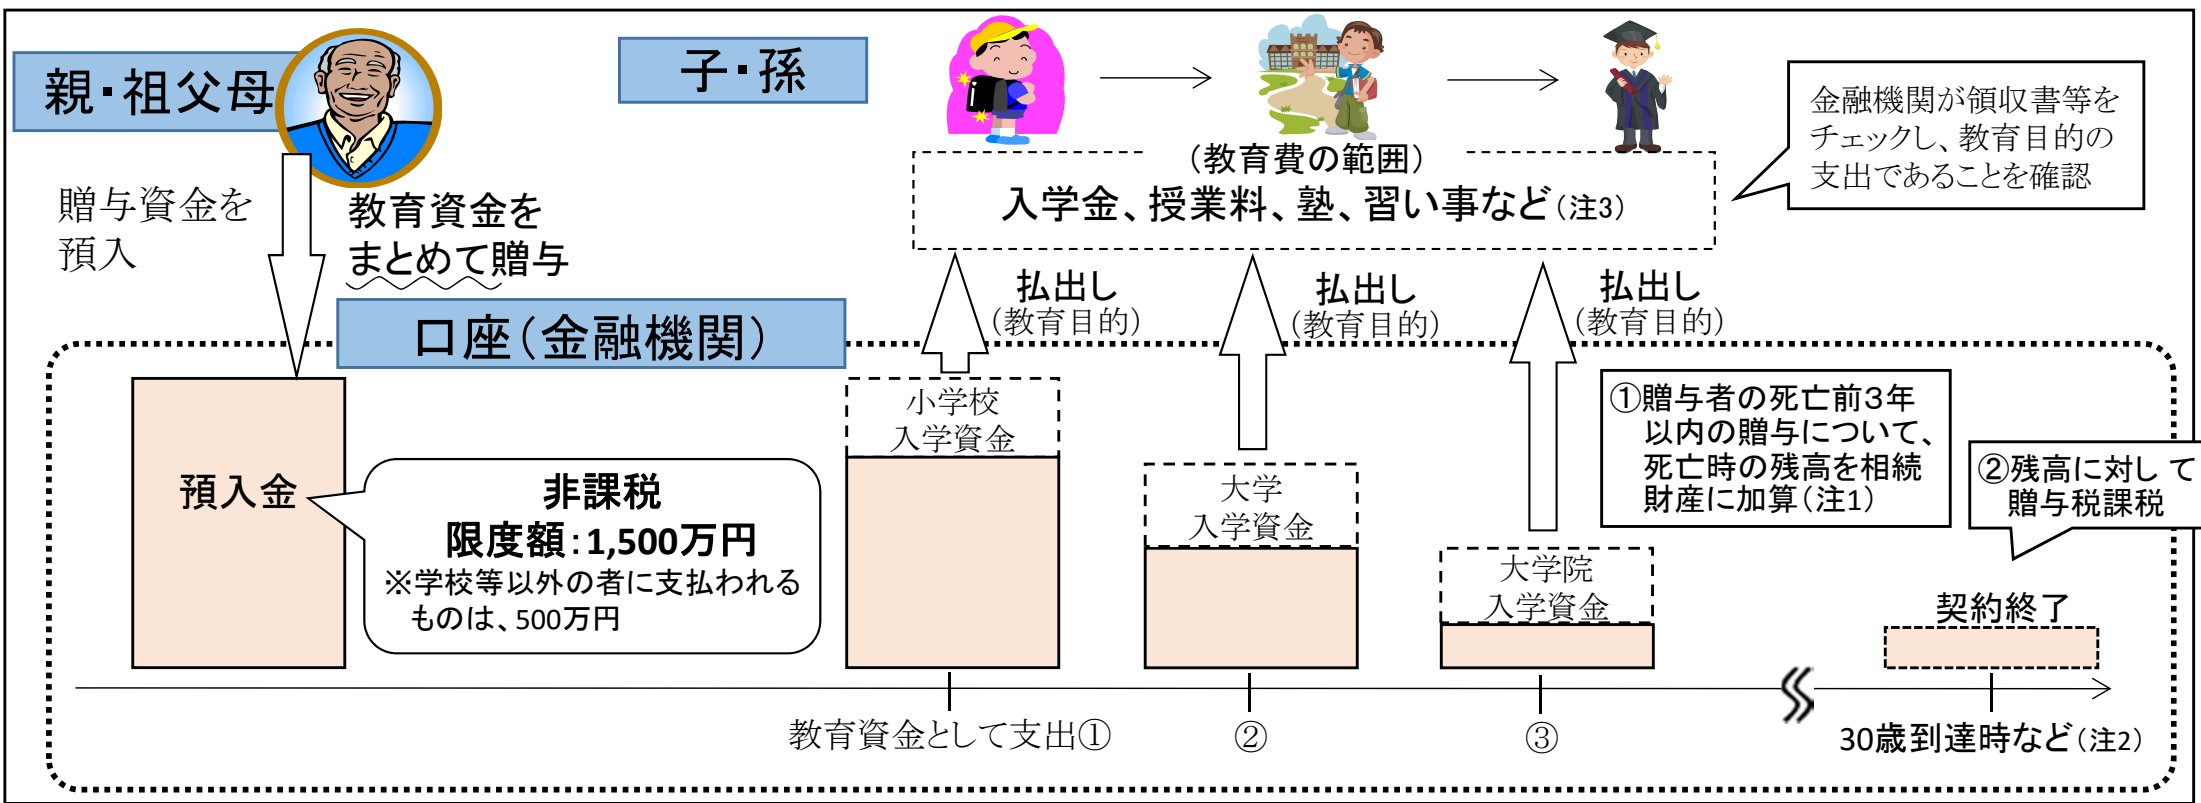 親・祖父母
子・孫
金融機関が領収書等を
チェックし、教育目的の
支出であることを確認
(教育費の範囲)
入学金、授業料、塾、習い事など(注3)
贈与資金を
預入
教育資金を
まとめて贈与
払出し
(教育目的)
払出し
(教育目的)
払出し
(教育目的)
口座(金融機関)
預入金
非課税
限度額:1,500万円
※学校等以外の者に支払われる
ものは、500万円
小学校
入学資金
大学
入学資金
大学院
入学資金
①贈与者の死亡前3年
以内の贈与について、
死亡時の残高を相続
財産に加算(注1)
②残高に対して
贈与税課税
契約終了
教育資金として支出①
②
③
30歳到達時など(注2)